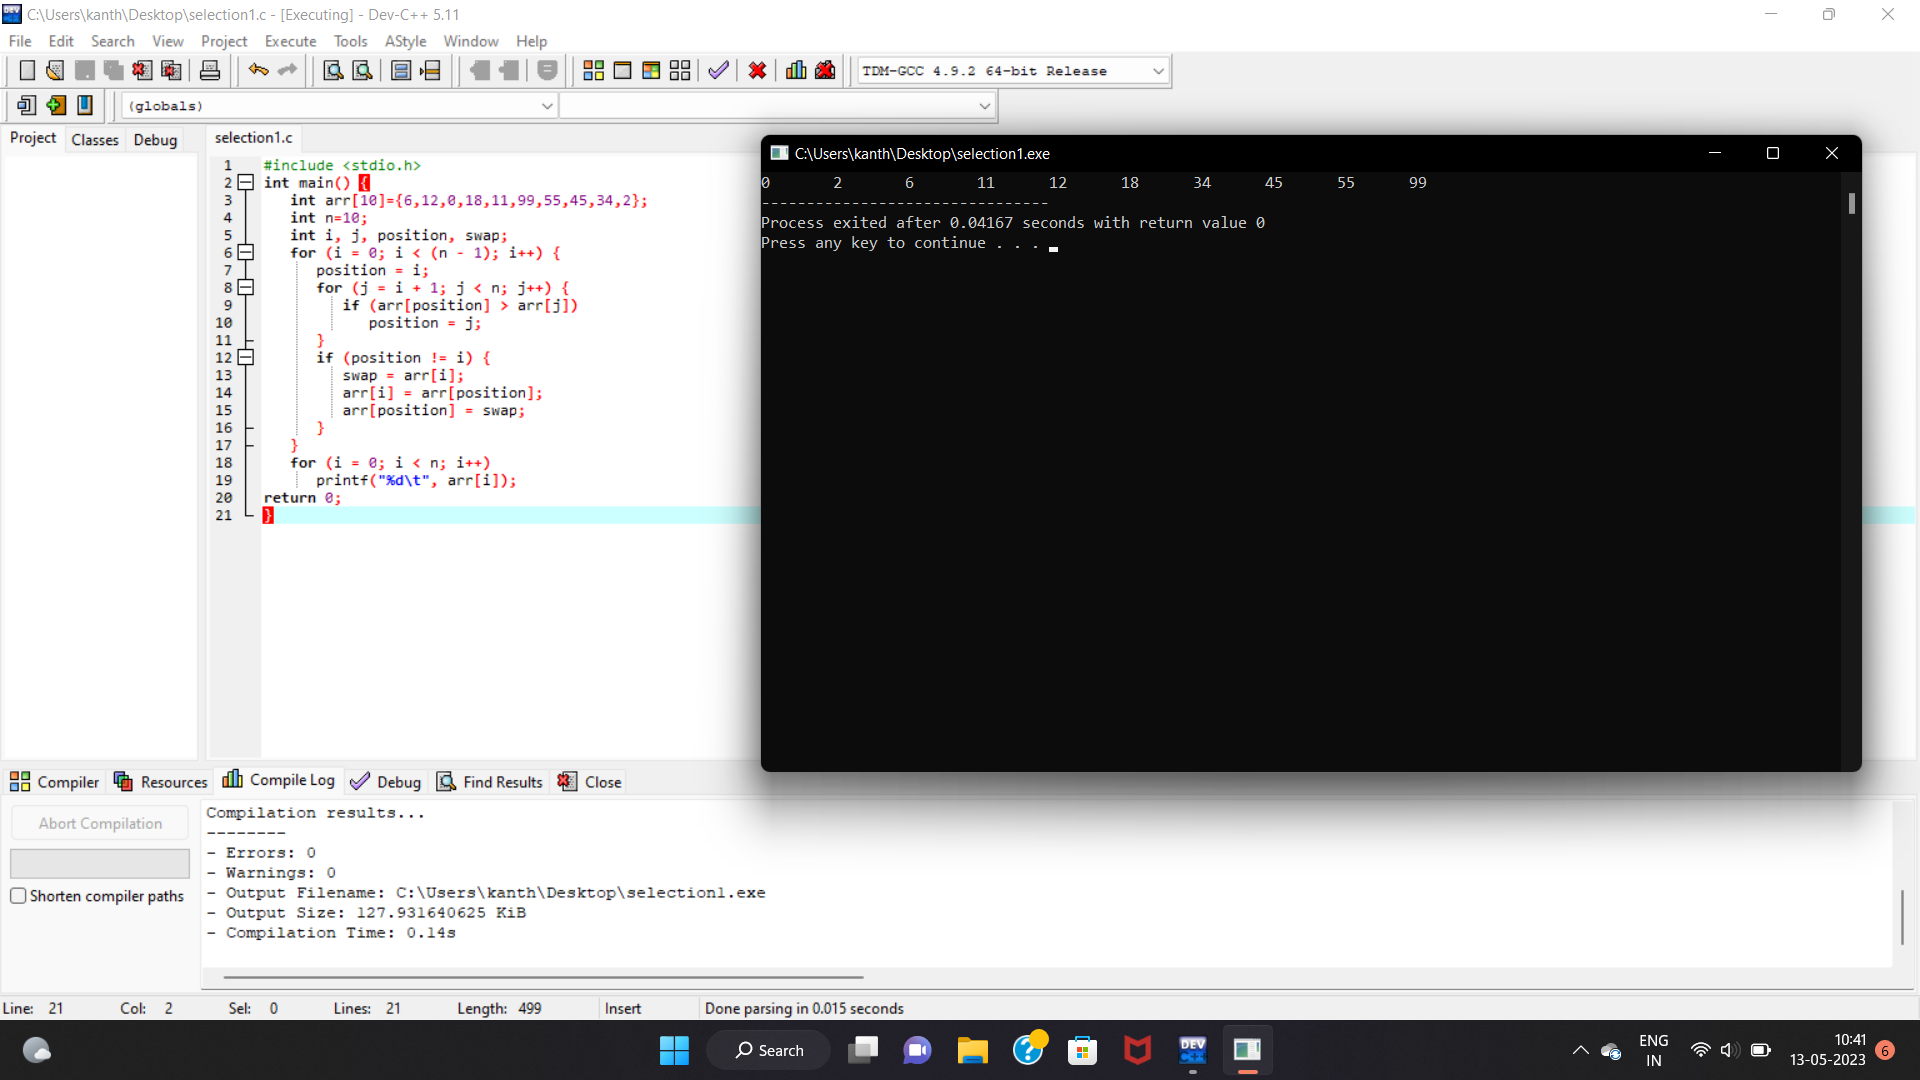 C:\Users\kanth\Desktop\selection1.c - [Executing] - Dev-C++ 5.11
File Edit Search View Project Execute Tools AStyle Window Help
TDM-GCC 4.9.2 64-bit Release
(globals)
Project Classes Debug
selection1.c
1 #include <stdio.h>
2 int main() {
3 int arr[10]={6,12,0,18,11,99,55,45,34,2};
4 int n=10;
5 int i, j, position, swap;
6 for (i = 0; i < (n - 1); i++) {
7 position = i;
8 for (j = i + 1; j < n; j++) {
9 if (arr[position] > arr[j])
10 position = j;
11 }
12 if (position != i) {
13 swap = arr[i];
14 arr[i] = arr[position];
15 arr[position] = swap;
16 }
17 }
18 for (i = 0; i < n; i++)
19 printf("%d\t", arr[i]);
20 return 0;
21 }
C:\Users\kanth\Desktop\selection1.exe
0 2 6 11 12 18 34 45 55 99
--------------------------------
Process exited after 0.04167 seconds with return value 0
Press any key to continue . . .
Compiler Resources Compile Log Debug Find Results Close
Abort Compilation
Shorten compiler paths
Compilation results...
--------
- Errors: 0
- Warnings: 0
- Output Filename: C:\Users\kanth\Desktop\selection1.exe
- Output Size: 127.931640625 KiB
- Compilation Time: 0.14s
Line: 21 Col: 2 Sel: 0 Lines: 21 Length: 499 Insert Done parsing in 0.015 seconds
Search
DEV C++
ENG
IN
10:41
13-05-2023
6